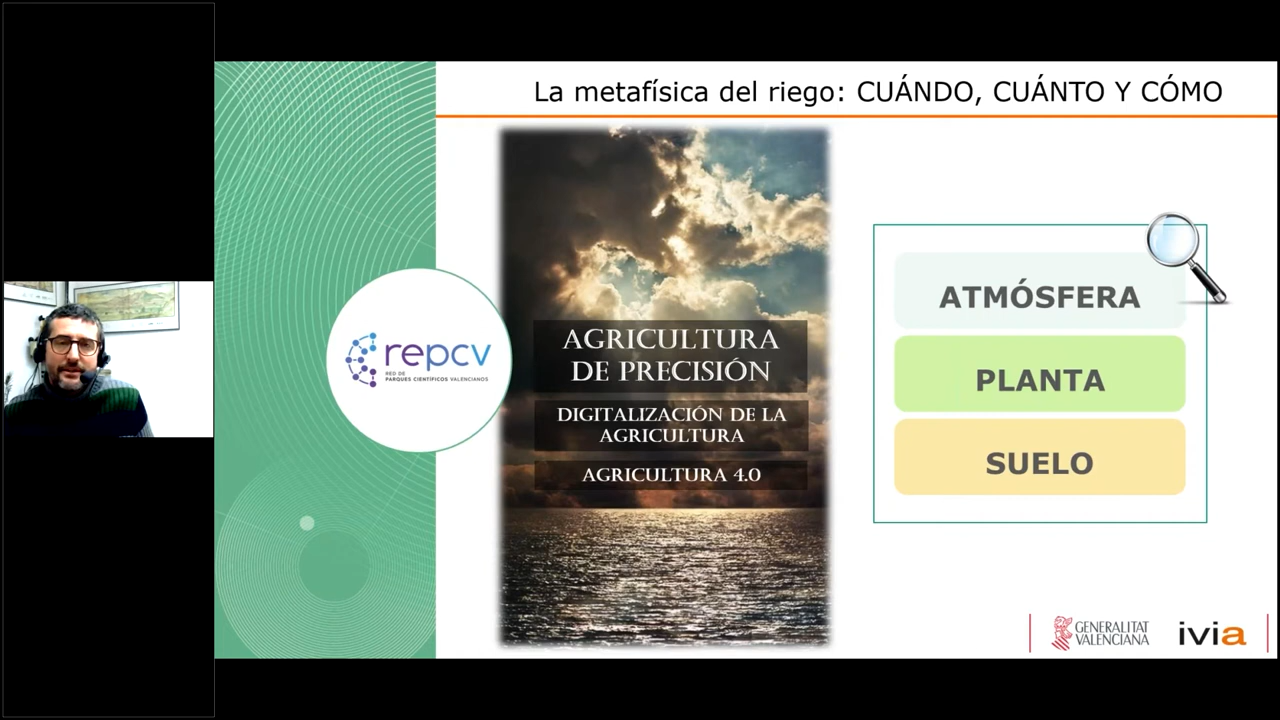 La metafísica del riego: CUÁNDO, CUÁNTO Y CÓMO
repcv
RED DE
PARQUES CIENTÍFICOS VALENCIANOS
AGRICULTURA
DE PRECISIÓN
DIGITALIZACIÓN DE LA
AGRICULTURA
AGRICULTURA 4.0
ATMÓSFERA
PLANTA
SUELO
GENERALITAT
VALENCIANA
ivia